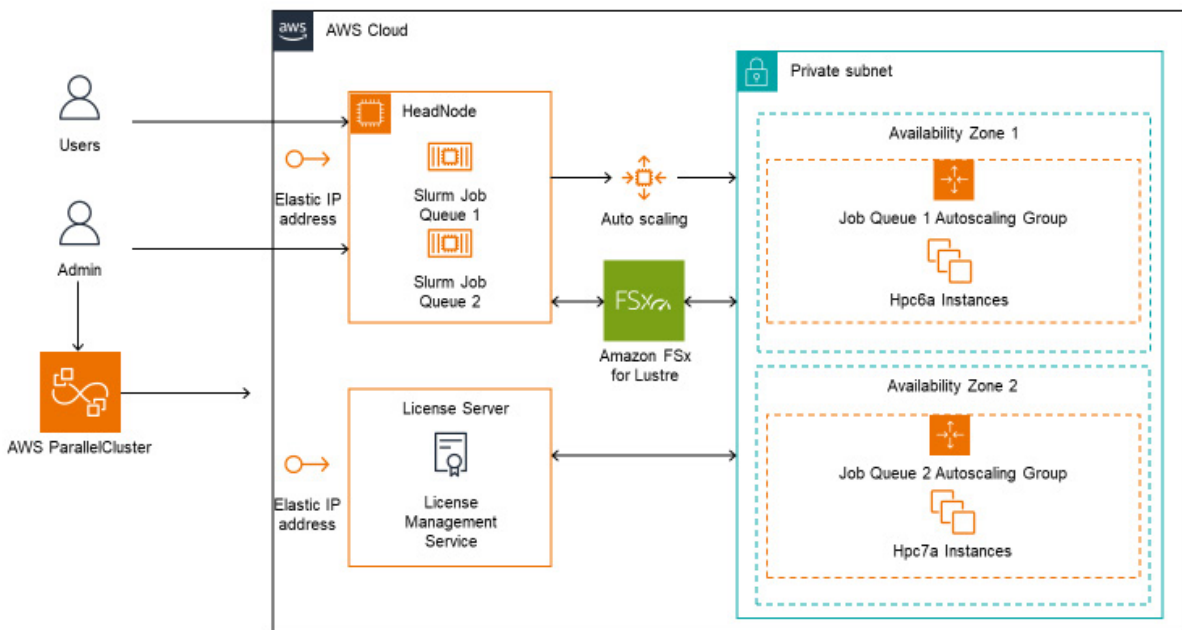 aws
AWS Cloud
Users
Admin
AWS ParallelCluster
Elastic IP
address
HeadNode
Slurm Job
Queue 1
Slurm Job
Queue 2
Auto scaling
FSx
Amazon FSx
for Lustre
Elastic IP
address
License Server
License
Management
Service
Private subnet
Availability Zone 1
Job Queue 1 Autoscaling Group
Hpc6a Instances
Availability Zone 2
Job Queue 2 Autoscaling Group
Hpc7a Instances